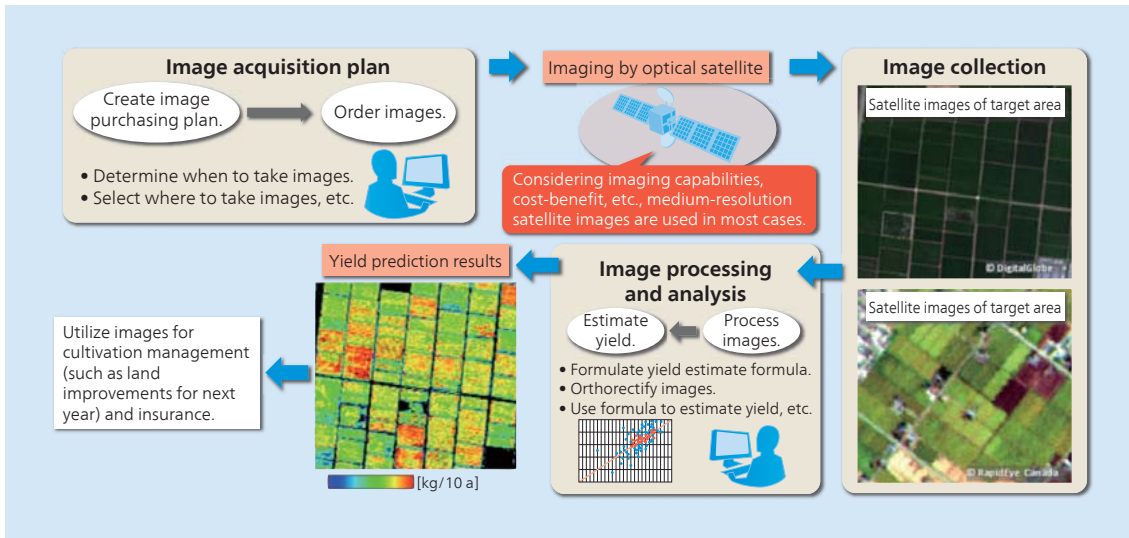 Image acquisition plan
Create image
purchasing plan.
Order images.
• Determine when to take images.
• Select where to take images, etc.
Imaging by optical satellite
Considering imaging capabilities,
cost-benefit, etc., medium-resolution
satellite images are used in most cases.
Image collection
Satellite images of target area
© DigitalGlobe
Satellite images of target area
© RapidEye Canada
Image processing
and analysis
Estimate
yield.
Process
images.
• Formulate yield estimate formula.
• Orthorectify images.
• Use formula to estimate yield, etc.
Yield prediction results
[kg/10 a]
Utilize images for
cultivation management
(such as land
improvements for next
year) and insurance.